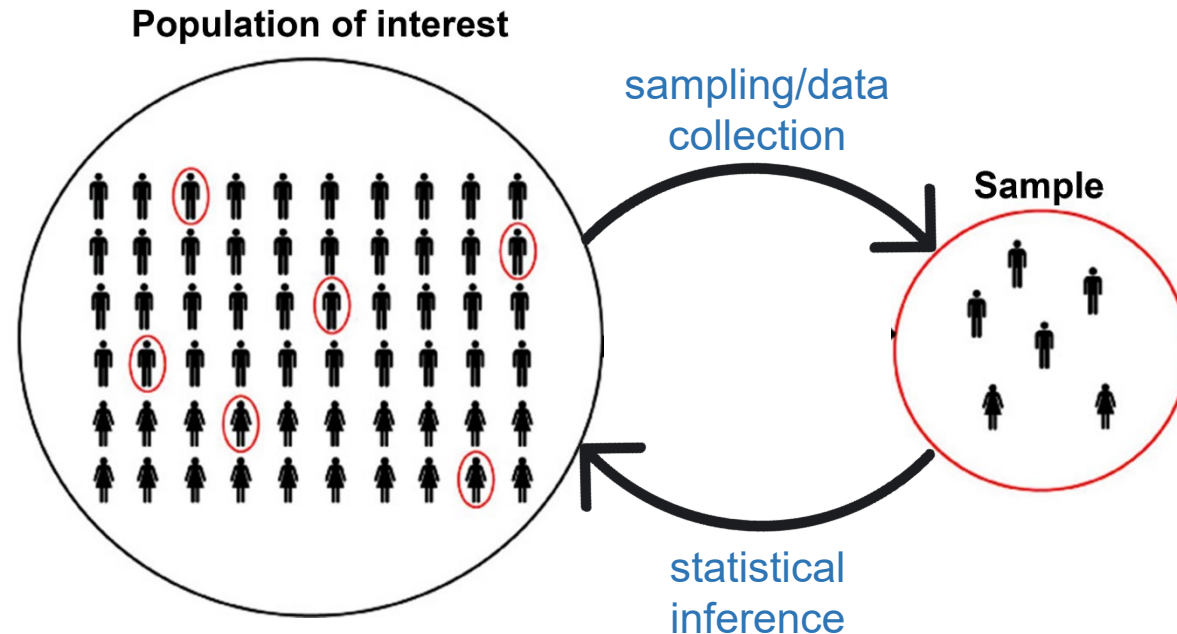 Population of interest
sampling/data
collection
Sample
statistical
inference